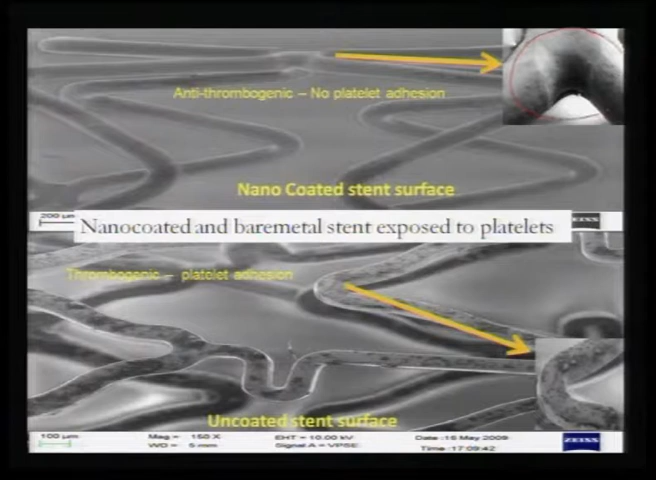 Anti-thrombogenic – No platelet adhesion
Nano Coated stent surface
200 µm
ZEISS
Nanocoated and baremetal stent exposed to platelets
Thrombogenic – platelet adhesion
Uncoated stent surface
100 µm
Mag = 150 X
EHT = 10.00 kV
Date :16 May 2009
ZEISS
WD = 5 mm
Signal A = VPSE
Time :17:09:42